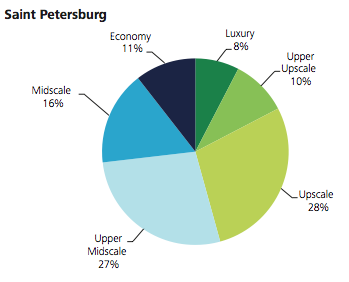 Saint Petersburg
Economy
11%
Luxury
8%
Upper
Upscale
10%
Midscale
16%
Upscale
28%
Upper
Midscale
27%